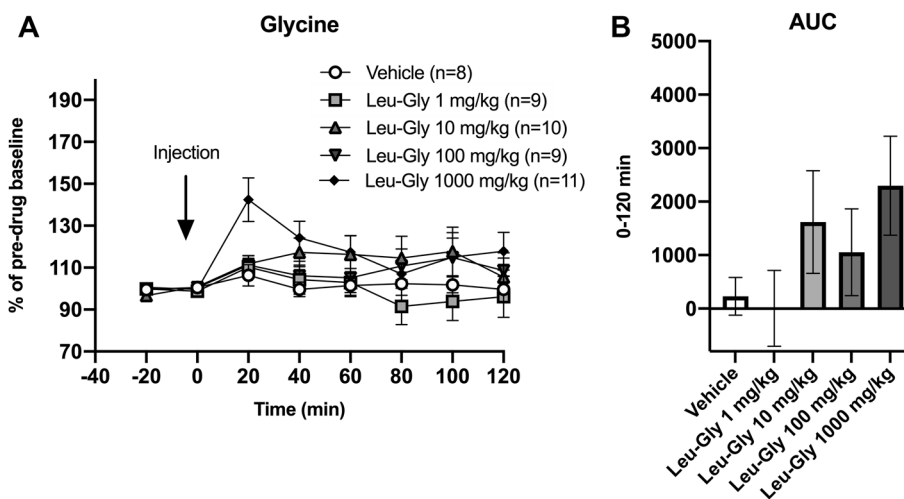 A
Glycine
Vehicle (n=8)
Leu-Gly 1 mg/kg (n=9)
Leu-Gly 10 mg/kg (n=10)
Leu-Gly 100 mg/kg (n=9)
Leu-Gly 1000 mg/kg (n=11)
Injection
% of pre-drug baseline
190
170
150
130
110
90
70
-40 -20 0 20 40 60 80 100 120
Time (min)
B
AUC
0-120 min
5000
4000
3000
2000
1000
0
Vehicle
Leu-Gly 1 mg/kg
Leu-Gly 10 mg/kg
Leu-Gly 100 mg/kg
Leu-Gly 1000 mg/kg